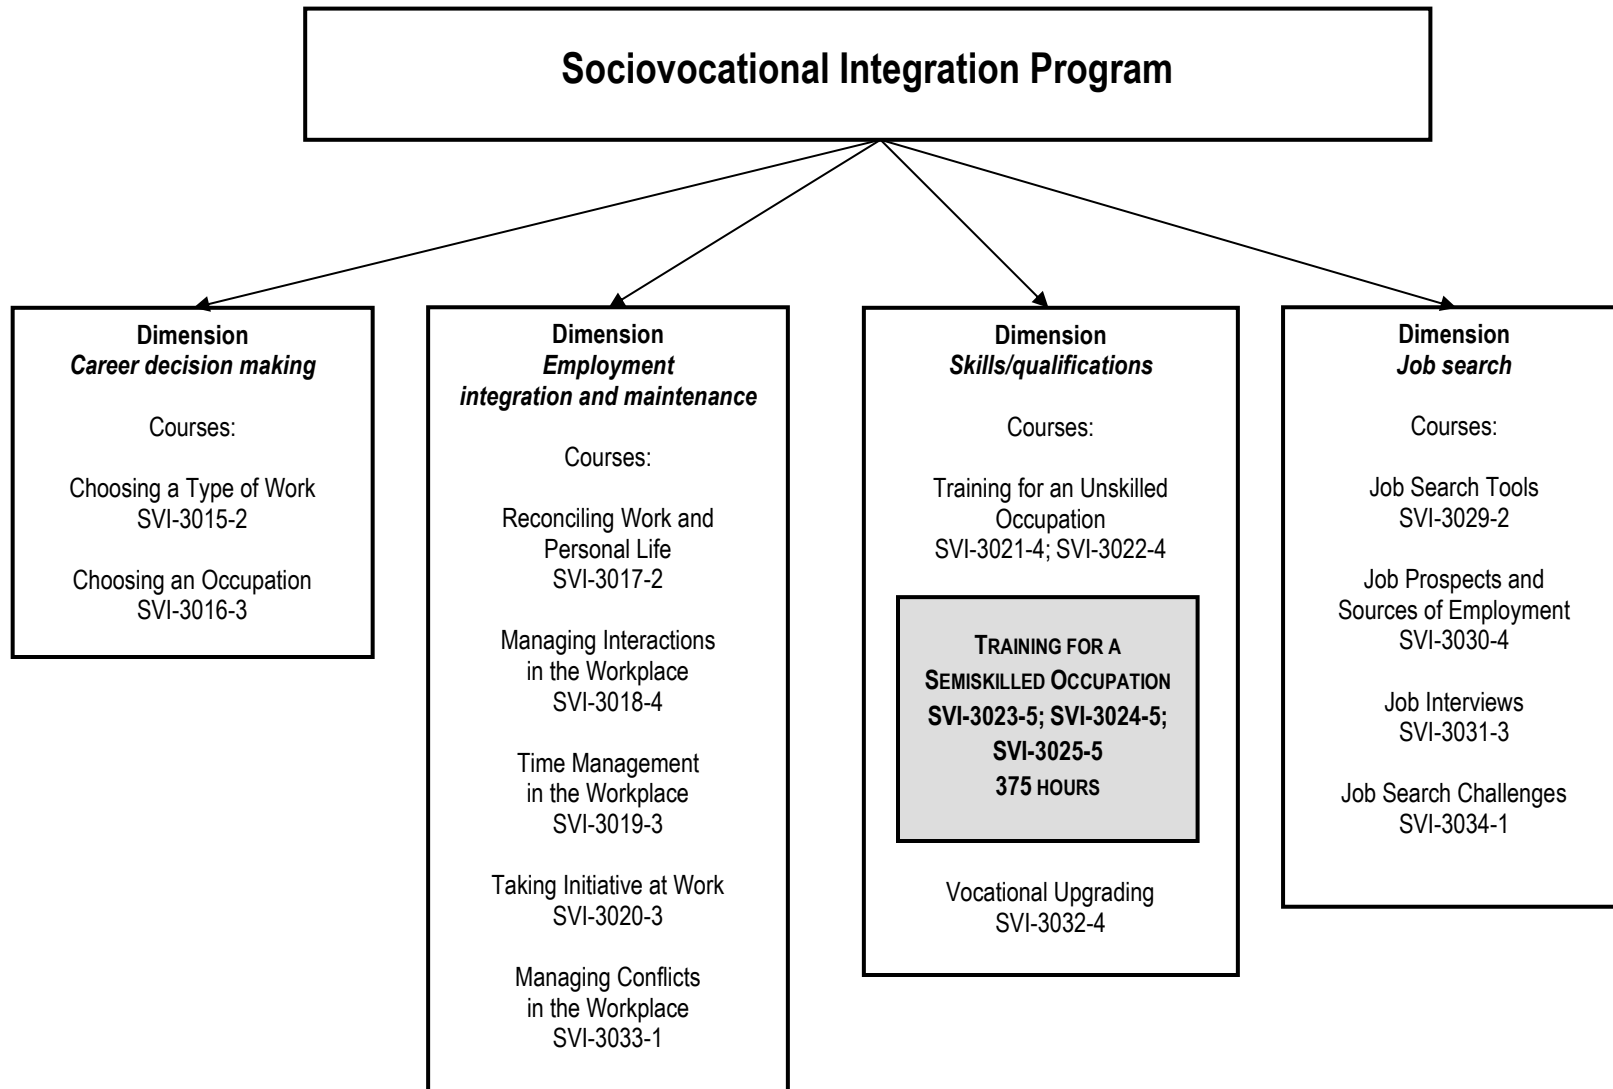 Sociovocational Integration Program
Dimension
Career decision making
Courses:
Choosing a Type of Work
SVI-3015-2
Choosing an Occupation
SVI-3016-3
Dimension
Employment
integration and maintenance
Courses:
Reconciling Work and
Personal Life
SVI-3017-2
Managing Interactions
in the Workplace
SVI-3018-4
Time Management
in the Workplace
SVI-3019-3
Taking Initiative at Work
SVI-3020-3
Managing Conflicts
in the Workplace
SVI-3033-1
Dimension
Skills/qualifications
Courses:
Training for an Unskilled
Occupation
SVI-3021-4; SVI-3022-4
TRAINING FOR A
SEMISKILLED OCCUPATION
SVI-3023-5; SVI-3024-5;
SVI-3025-5
375 HOURS
Vocational Upgrading
SVI-3032-4
Dimension
Job search
Courses:
Job Search Tools
SVI-3029-2
Job Prospects and
Sources of Employment
SVI-3030-4
Job Interviews
SVI-3031-3
Job Search Challenges
SVI-3034-1